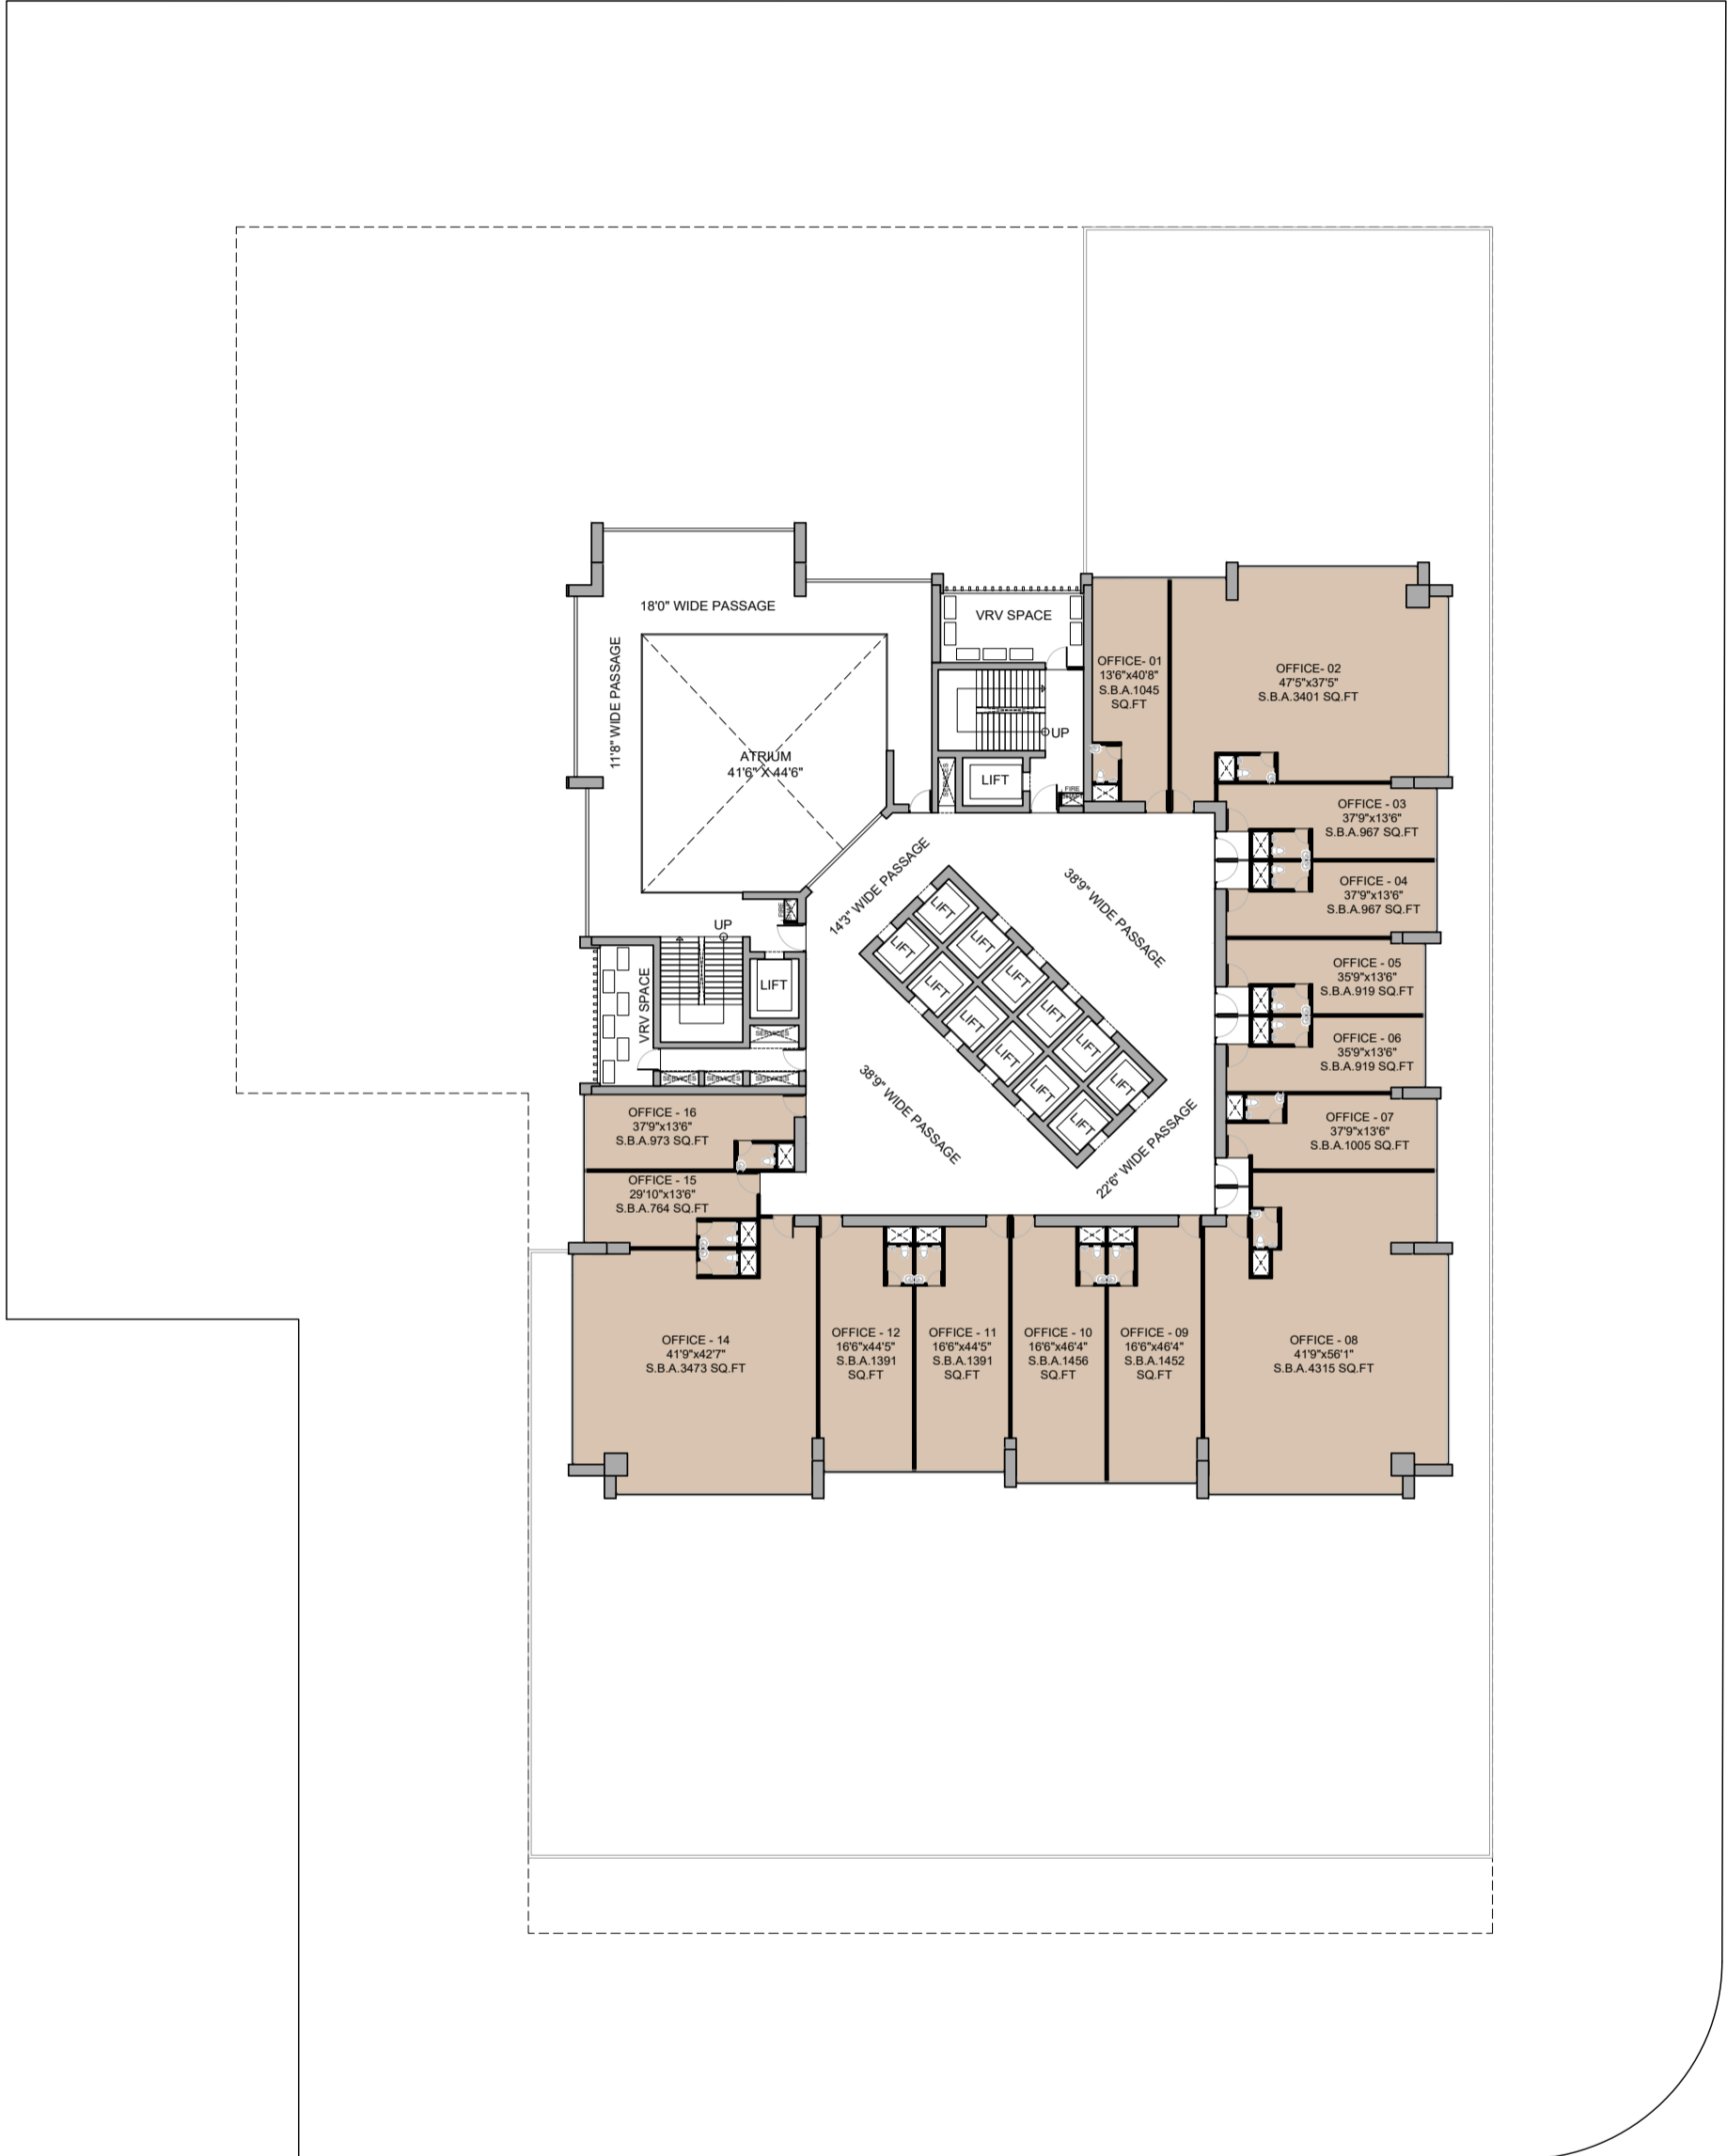 18'0" WIDE PASSAGE
11'8" WIDE PASSAGE
ATRIUM
41'6" X 44'6"
VRV SPACE
UP
LIFT
SERVICES
FIRE
OFFICE- 01
13'6"x40'8"
S.B.A.1045
SQ.FT
OFFICE- 02
47'5"x37'5"
S.B.A.3401 SQ.FT
OFFICE - 03
37'9"x13'6"
S.B.A.967 SQ.FT
OFFICE - 04
37'9"x13'6"
S.B.A.967 SQ.FT
OFFICE - 05
35'9"x13'6"
S.B.A.919 SQ.FT
OFFICE - 06
35'9"x13'6"
S.B.A.919 SQ.FT
OFFICE - 07
37'9"x13'6"
S.B.A.1005 SQ.FT
14'3" WIDE PASSAGE
38'9" WIDE PASSAGE
LIFT
LIFT
LIFT
LIFT
LIFT
LIFT
LIFT
LIFT
LIFT
LIFT
LIFT
LIFT
38'9" WIDE PASSAGE
22'6" WIDE PASSAGE
FIRE
UP
LIFT
VRV SPACE
SERVICES
SERVICES
SERVICES
SERVICES
OFFICE - 16
37'9"x13'6"
S.B.A.973 SQ.FT
OFFICE - 15
29'10"x13'6"
S.B.A.764 SQ.FT
OFFICE - 14
41'9"x42'7"
S.B.A.3473 SQ.FT
OFFICE - 12
16'6"x44'5"
S.B.A.1391
SQ.FT
OFFICE - 11
16'6"x44'5"
S.B.A.1391
SQ.FT
OFFICE - 10
16'6"x46'4"
S.B.A.1456
SQ.FT
OFFICE - 09
16'6"x46'4"
S.B.A.1452
SQ.FT
OFFICE - 08
41'9"x56'1"
S.B.A.4315 SQ.FT